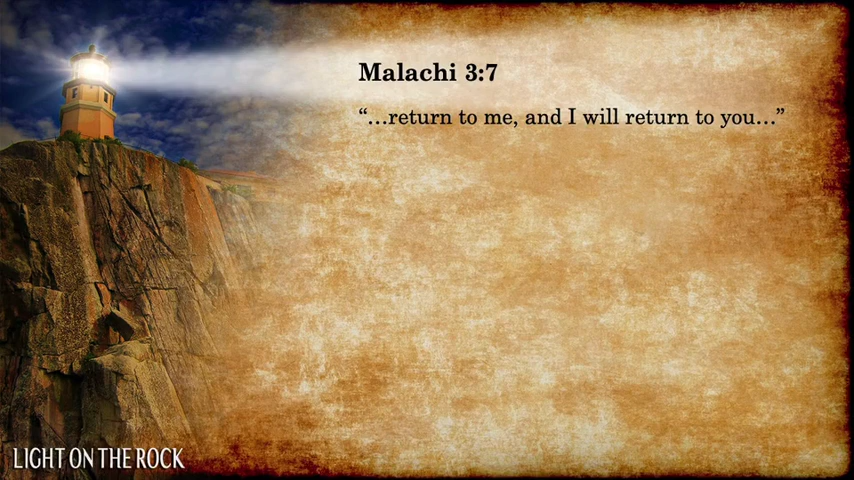 Malachi 3:7
“…return to me, and I will return to you…”
LIGHT ON THE ROCK